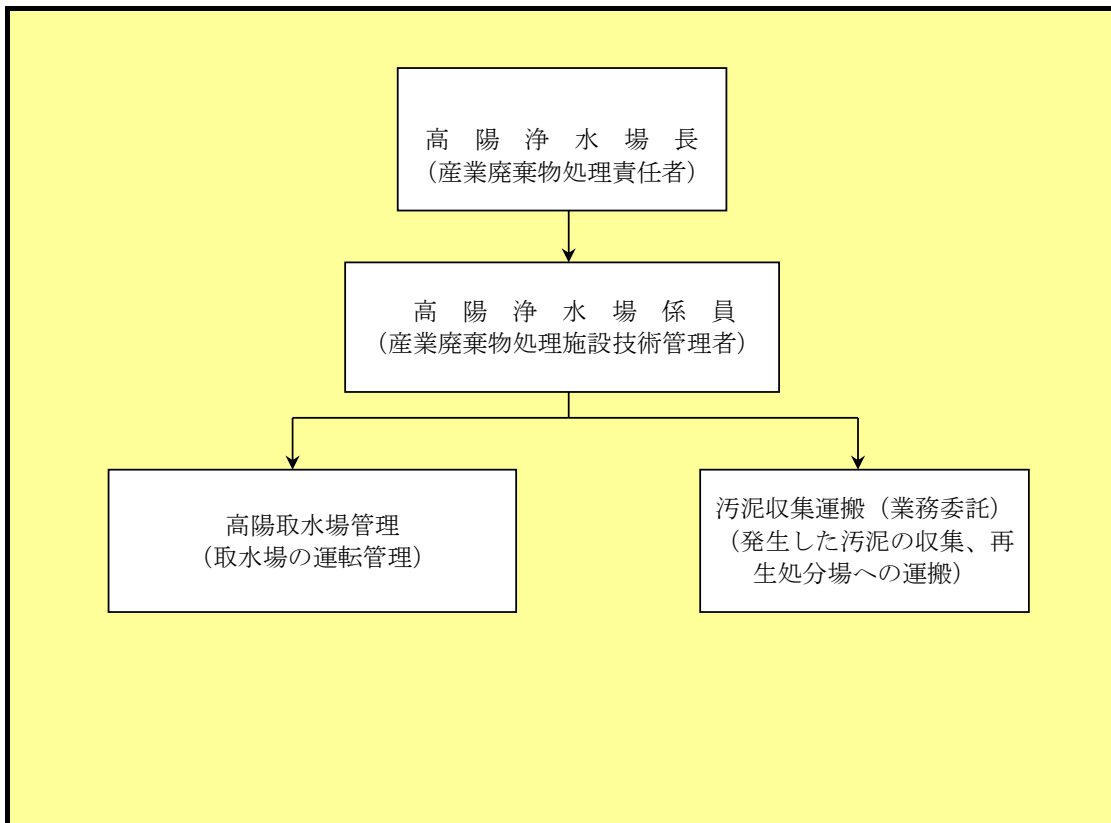 高　陽　浄　水　場　長
（産業廃棄物処理責任者）
高　陽　浄　水　場　係　員
（産業廃棄物処理施設技術管理者）
高陽取水場管理
（取水場の運転管理）
汚泥収集運搬（業務委託）
（発生した汚泥の収集、再
生処分場への運搬）